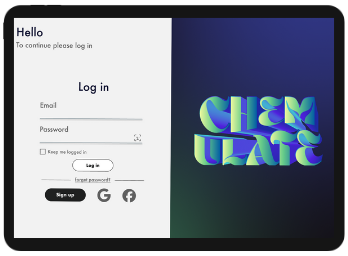 Hello
To continue please log in
Log in
Email
Password
Keep me logged in
Log in
forget password?
Sign up
G f
CHEM
ULATE